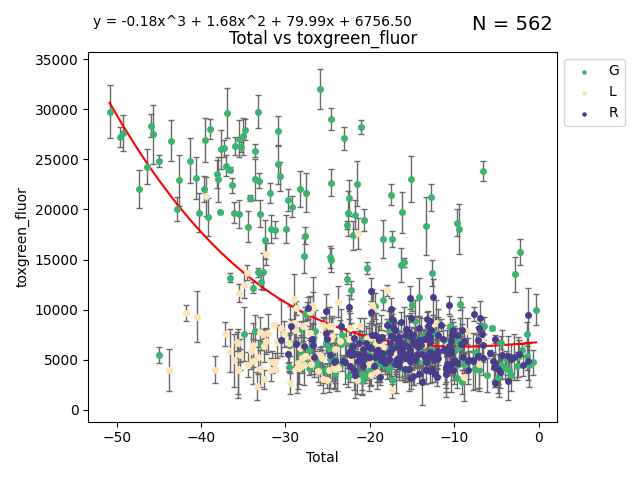 y = -0.18x^3 + 1.68x^2 + 79.99x + 6756.50
N = 562
Total vs toxgreen_fluor
35000
30000
25000
20000
15000
10000
5000
0
toxgreen_fluor
−50
−40
−30
−20
−10
0
Total
G
L
R